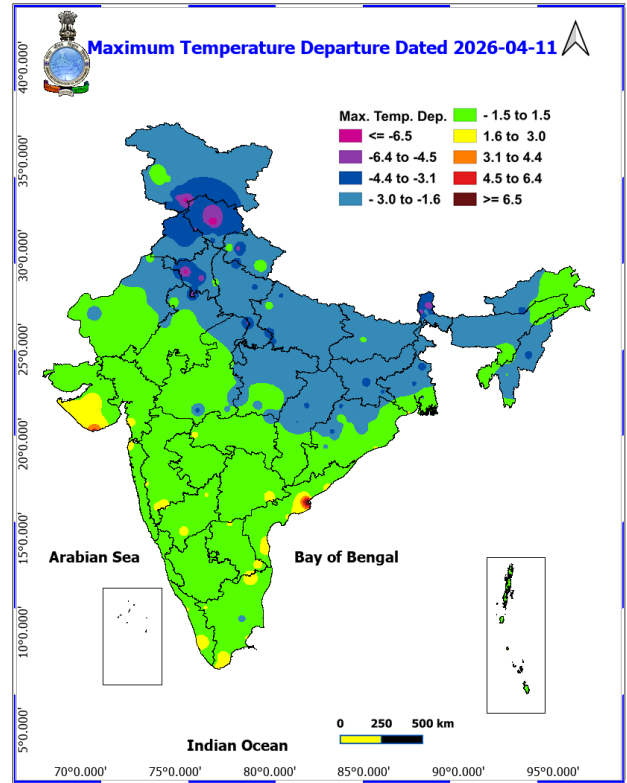 Maximum Temperature Departure Dated 2026-04-11
Max. Temp. Dep.
<= -6.5
-6.4 to -4.5
-4.4 to -3.1
- 3.0 to -1.6
- 1.5 to 1.5
1.6 to 3.0
3.1 to 4.4
4.5 to 6.4
>= 6.5
40°0.000'
35°0.000'
30°0.000'
25°0.000'
20°0.000'
15°0.000'
10°0.000'
5°0.000'
Arabian Sea
Bay of Bengal
Indian Ocean
0 250 500 km
70°0.000' 75°0.000' 80°0.000' 85°0.000' 90°0.000' 95°0.000'